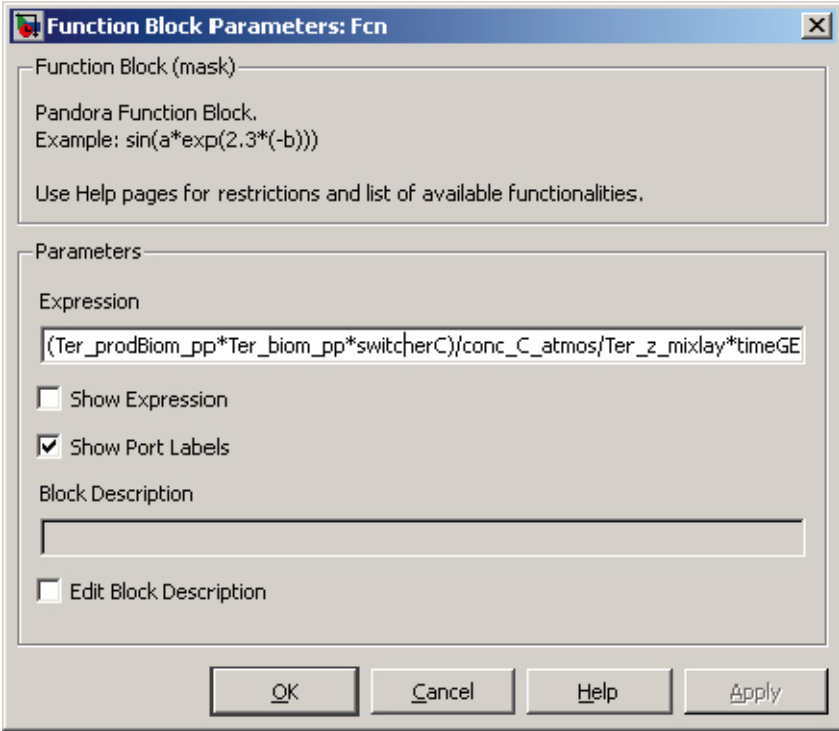 Function Block Parameters: Fcn
Function Block (mask)
Pandora Function Block.
Example: sin(a*exp(2.3*(-b)))
Use Help pages for restrictions and list of available functionalities.
Parameters
Expression
(Ter_prodBiom_pp*Ter_biom_pp*switcherC)/conc_C_atmos/Ter_z_mixlay*timeGE
Show Expression
Show Port Labels
Block Description
Edit Block Description
OK Cancel Help Apply